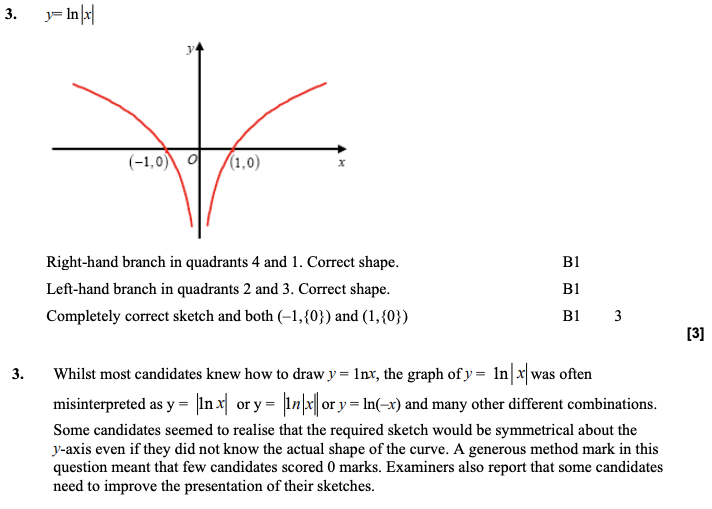 3. y= ln|x|
y
(–1,0) O (1,0) x
Right-hand branch in quadrants 4 and 1. Correct shape. B1
Left-hand branch in quadrants 2 and 3. Correct shape. B1
Completely correct sketch and both (–1,{0}) and (1,{0}) B1 3
[3]
3. Whilst most candidates knew how to draw y = 1nx, the graph of y = ln|x| was often
misinterpreted as y = |ln x| or y = |ln|x|| or y = ln(–x) and many other different combinations.
Some candidates seemed to realise that the required sketch would be symmetrical about the
y-axis even if they did not know the actual shape of the curve. A generous method mark in this
question meant that few candidates scored 0 marks. Examiners also report that some candidates
need to improve the presentation of their sketches.